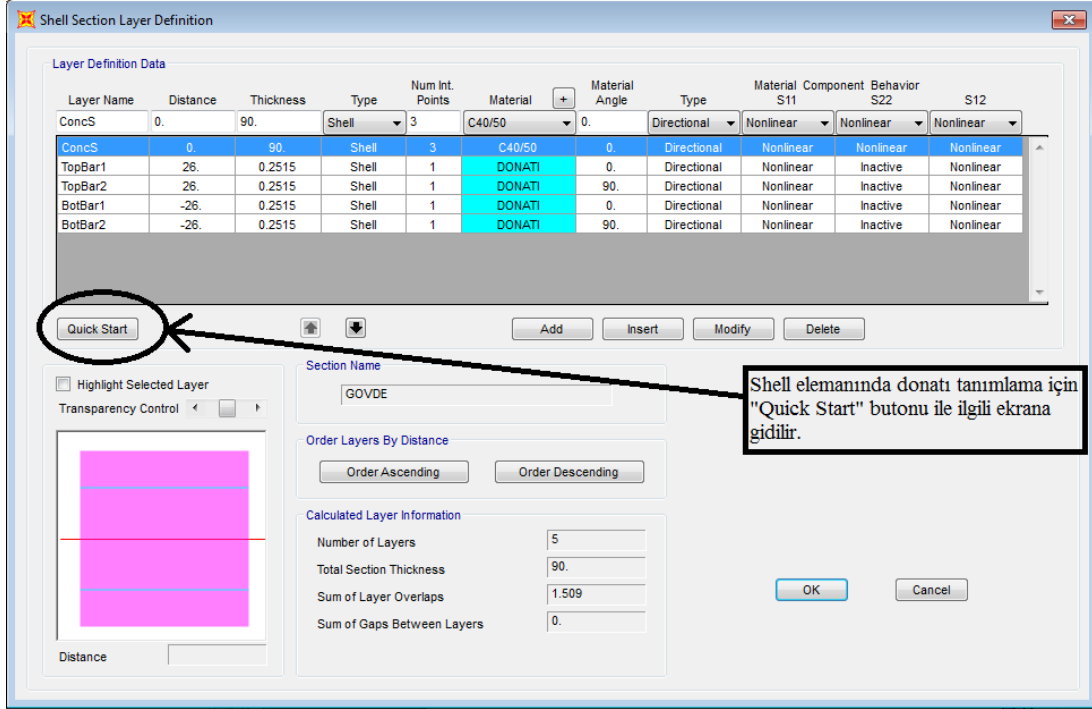 Shell Section Layer Definition
Layer Definition Data
Num Int. Material Material Component Behavior
Layer Name Distance Thickness Type Points Material + Angle Type S11 S22 S12
ConcS 0. 90. Shell 3 C40/50 0. Directional Nonlinear Nonlinear Nonlinear
ConcS 0. 90. Shell 3 C40/50 0. Directional Nonlinear Nonlinear Nonlinear
TopBar1 26. 0.2515 Shell 1 DONATI 0. Directional Nonlinear Inactive Nonlinear
TopBar2 26. 0.2515 Shell 1 DONATI 90. Directional Nonlinear Inactive Nonlinear
BotBar1 -26. 0.2515 Shell 1 DONATI 0. Directional Nonlinear Inactive Nonlinear
BotBar2 -26. 0.2515 Shell 1 DONATI 90. Directional Nonlinear Inactive Nonlinear
Quick Start Add Insert Modify Delete
Highlight Selected Layer
Transparency Control
Distance
Section Name
GOVDE
Order Layers By Distance
Order Ascending Order Descending
Calculated Layer Information
Number of Layers 5
Total Section Thickness 90.
Sum of Layer Overlaps 1.509
Sum of Gaps Between Layers 0.
Shell elemanında donatı tanımlama için
"Quick Start" butonu ile ilgili ekrana
gidilir.
OK Cancel